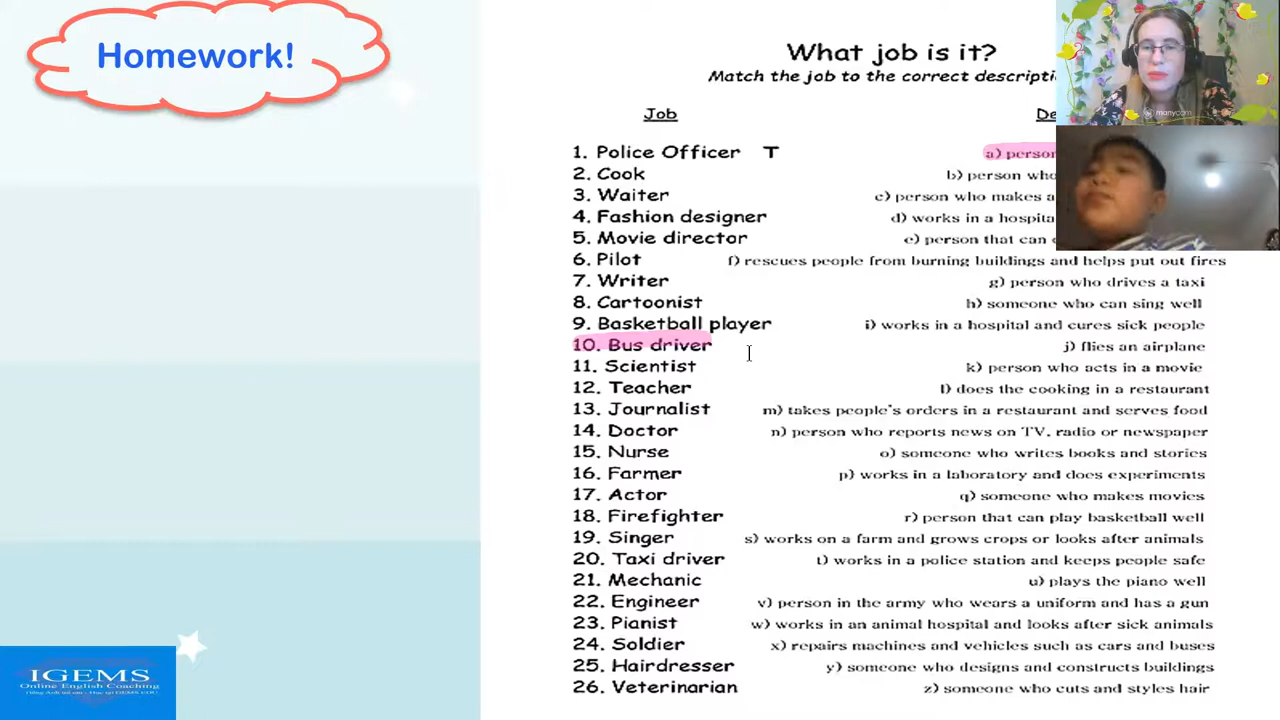 Homework!
What job is it?
Match the job to the correct
Job
1. Police Officer T
a) person
2. Cook
b) person who
3. Waiter
c) person who makes a
4. Fashion designer
d) works in a
5. Movie director
e) person that can
6. Pilot
f) rescues people from burning buildings and helps put out fires
7. Writer
g) person who drives a taxi
8. Cartoonist
h) someone who can sing well
9. Basketball player
i) works in a hospital and cures sick people
10. Bus driver
j) flies an airplane
11. Scientist
k) person who acts in a movie
12. Teacher
l) does the cooking in a restaurant
13. Journalist
m) takes people's orders in a restaurant and serves food
14. Doctor
n) person who reports news on TV, radio or newspaper
15. Nurse
o) someone who writes books and stories
16. Farmer
p) works in a laboratory and does experiments
17. Actor
q) someone who makes movies
18. Firefighter
r) person that can play basketball well
19. Singer
s) works on a farm and grows crops or looks after animals
20. Taxi driver
t) works in a police station and keeps people safe
21. Mechanic
u) plays the piano well
22. Engineer
v) person in the army who wears a uniform and has a gun
23. Pianist
w) works in an animal hospital and looks after sick animals
24. Soldier
x) repairs machines and vehicles such as cars and buses
25. Hairdresser
y) someone who designs and constructs buildings
26. Veterinarian
z) someone who cuts and styles hair
manycam
IGEMS
Online English Coaching